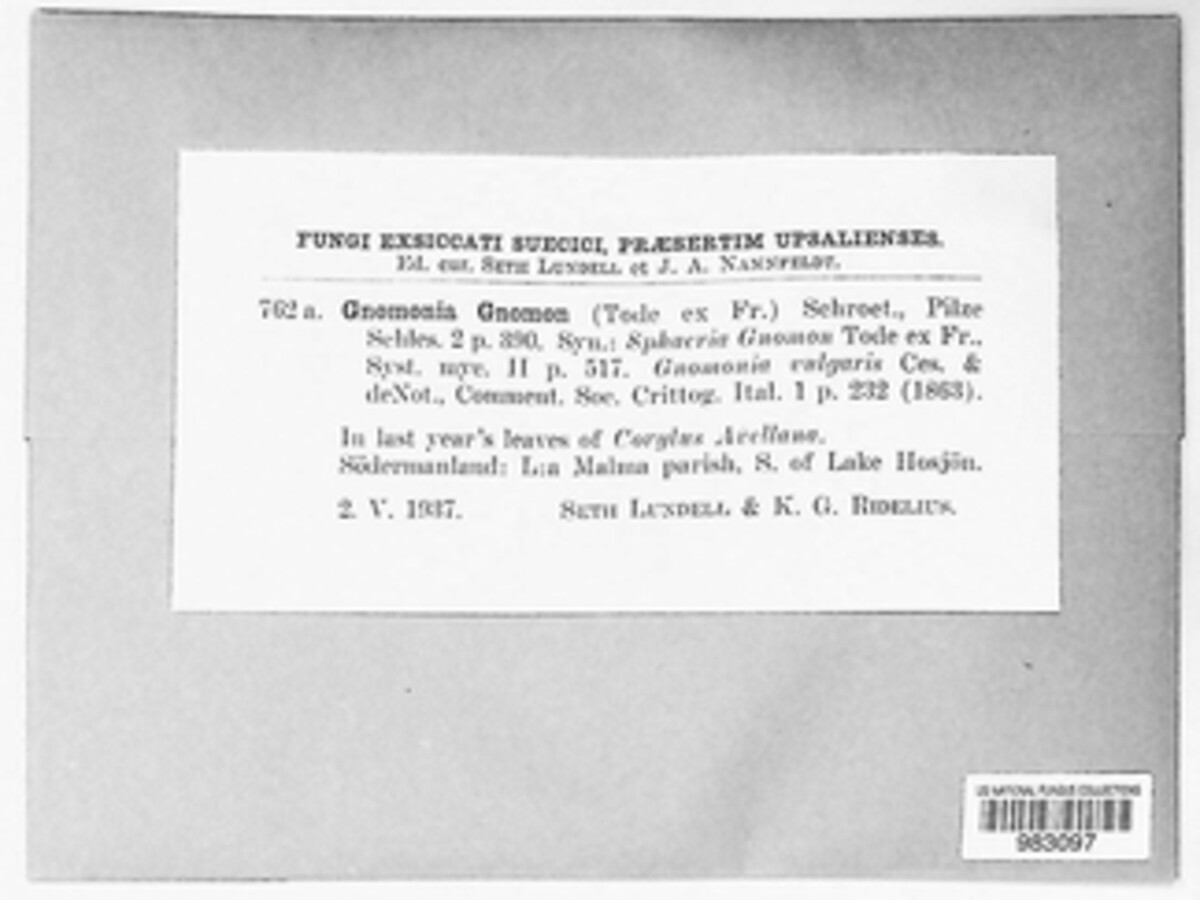 FUNGI EXSICCATI SUECICI, PRÆSERTIM UPSALIENSES.
Ed. cur. SETH LUNDELL et J. A. NANNFELDT.
762 a. Gnomonia Gnomon (Tode ex Fr.) Schroet., Pilze
Schles. 2 p. 390. Syn.: Sphaeria Gnomon Tode ex Fr.,
Syst. myc. II p. 517. Gnomonia vulgaris Ces. &
deNot., Comment. Soc. Crittog. Ital. 1 p. 232 (1863).
In last year's leaves of Corylus Avellana.
Södermanland: L:a Malma parish, S. of Lake Hosjön.
2. V. 1937. SETH LUNDELL & K. G. RIDELIUS.
US NATIONAL FUNGUS COLLECTIONS
983097